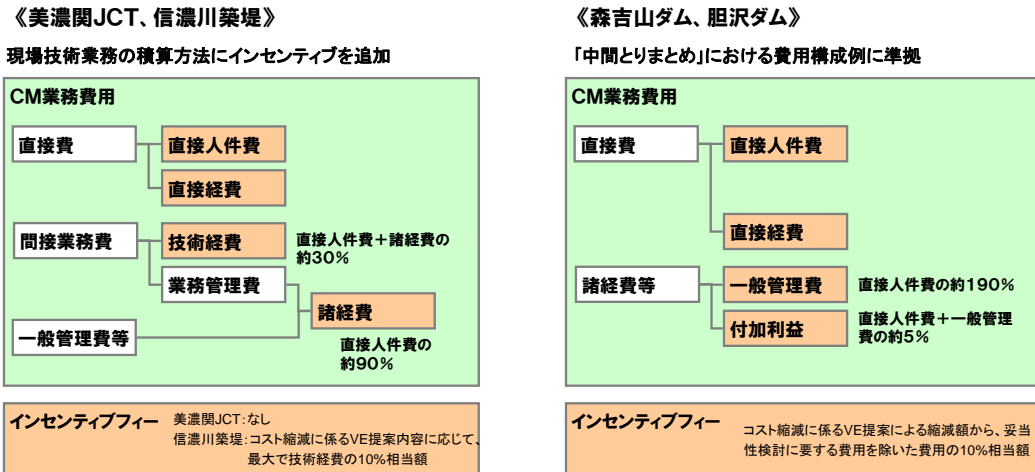 《美濃関JCT、信濃川築堤》
現場技術業務の積算方法にインセンティブを追加
CM業務費用
直接費
直接人件費
直接経費
間接業務費
技術経費
直接人件費＋諸経費の
約30％
業務管理費
諸経費
一般管理費等
直接人件費の
約90％
インセンティブフィー
美濃関JCT：なし
信濃川築堤：コスト縮減に係るVE提案内容に応じて、
最大で技術経費の10％相当額
《森吉山ダム、胆沢ダム》
「中間とりまとめ」における費用構成例に準拠
CM業務費用
直接費
直接人件費
直接経費
諸経費等
一般管理費
直接人件費の約190％
付加利益
直接人件費＋一般管理
費の約5％
インセンティブフィー
コスト縮減に係るVE提案による縮減額から、妥当
性検討に要する費用を除いた費用の10％相当額